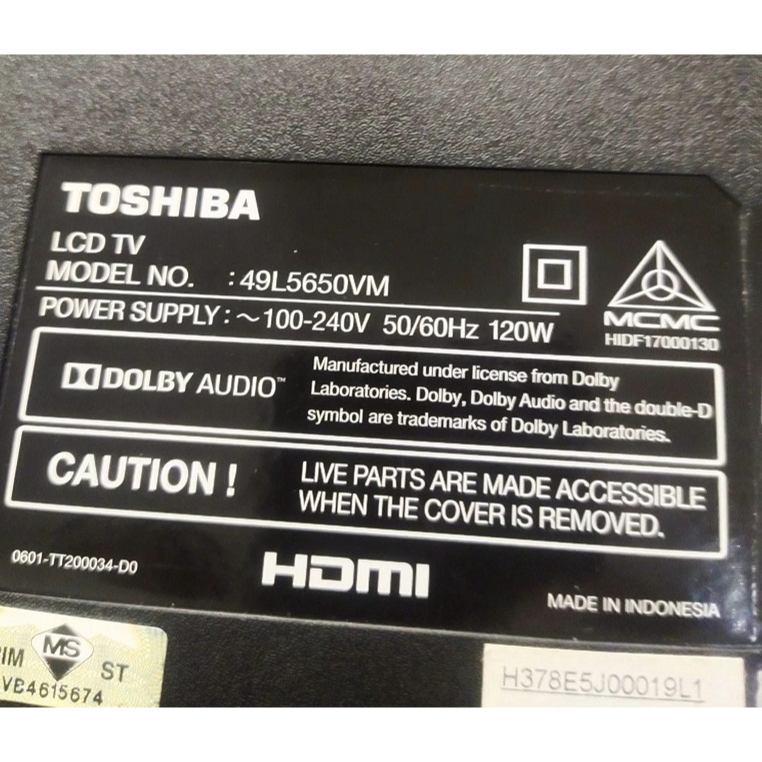 TOSHIBA
LCD TV
MODEL NO. : 49L5650VM
POWER SUPPLY : ～100-240V 50/60Hz 120W
MCMC
HIDF17000130
DOLBY AUDIO™
Manufactured under license from Dolby
Laboratories. Dolby, Dolby Audio and the double-D
symbol are trademarks of Dolby Laboratories.
CAUTION !
LIVE PARTS ARE MADE ACCESSIBLE
WHEN THE COVER IS REMOVED.
0601-TT200034-D0
HDMI
MADE IN INDONESIA
IM MS ST
VB4615674
H378E5J00019L1